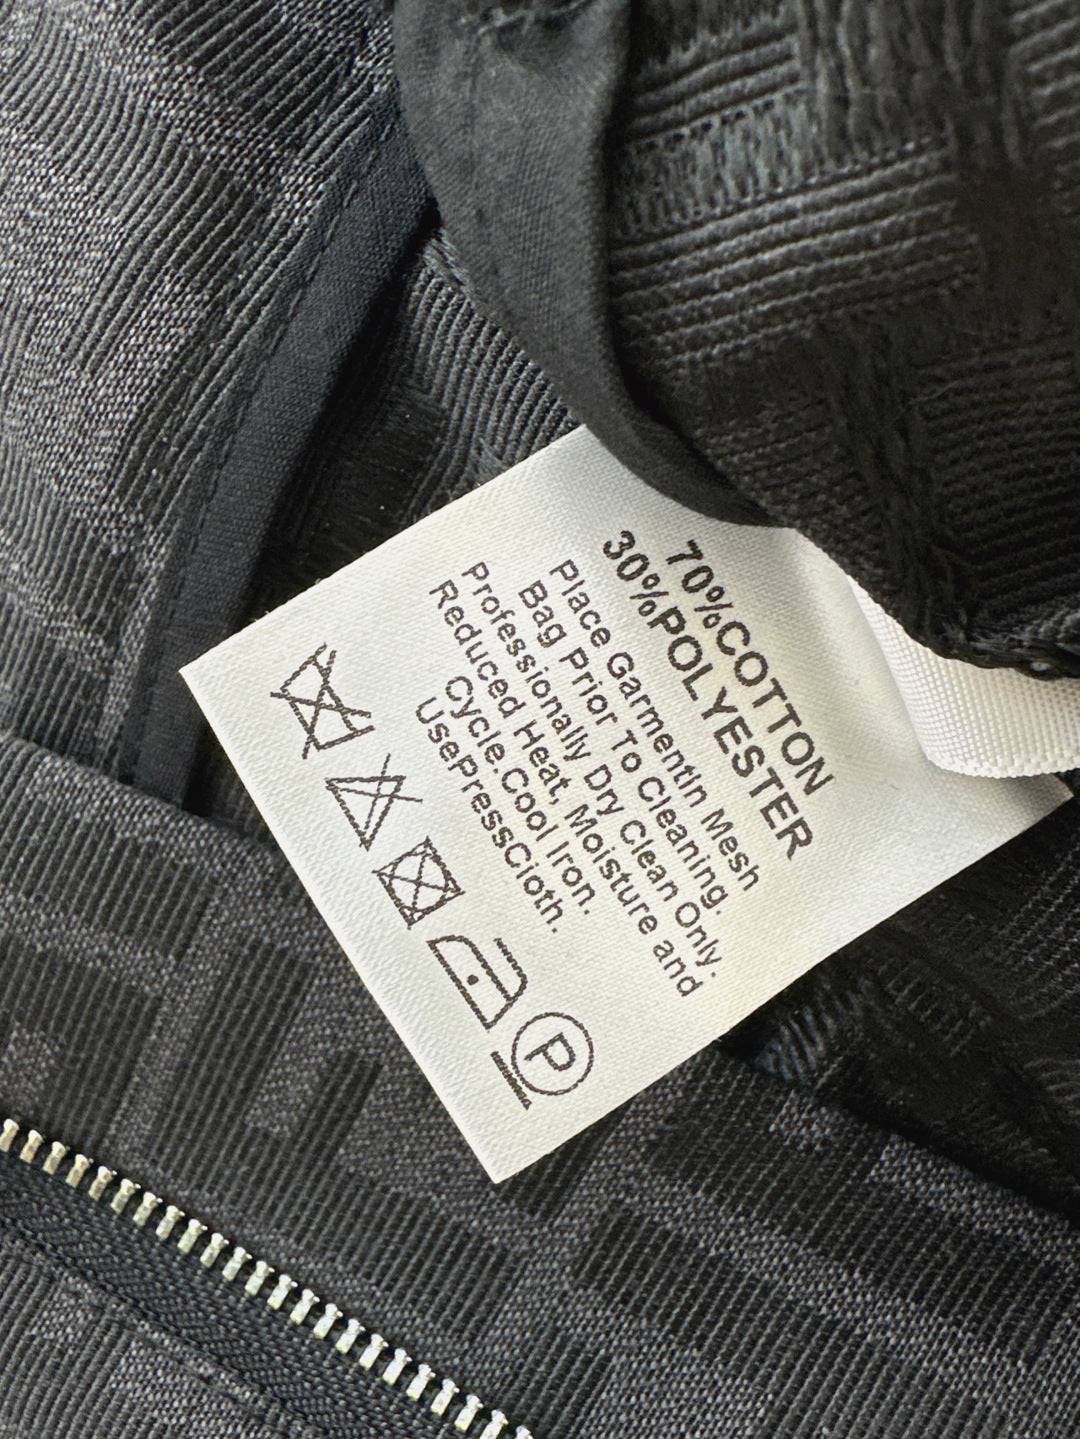 70%COTTON
30%POLYESTER
Place GarmentIn Mesh
Bag Prior To Cleaning.
Professionally Dry Clean Only.
Reduced Heat, Moisture and
Cycle.Cool Iron.
UsePressCloth.
P